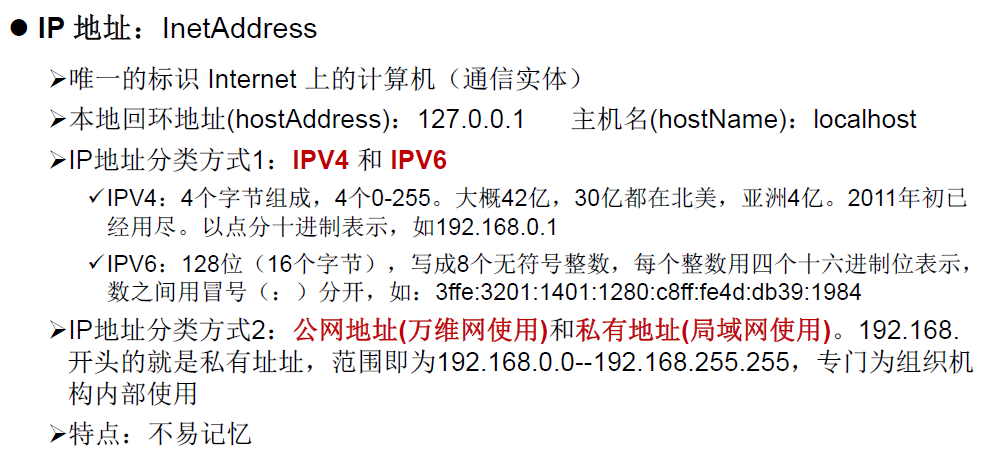 ● IP 地址：InetAddress
➢唯一的标识 Internet 上的计算机（通信实体）
➢本地回环地址(hostAddress)：127.0.0.1 主机名(hostName)：localhost
➢IP地址分类方式1：IPV4 和 IPV6
✓IPV4：4个字节组成，4个0-255。大概42亿，30亿都在北美，亚洲4亿。2011年初已
经用尽。以点分十进制表示，如192.168.0.1
✓IPV6：128位（16个字节），写成8个无符号整数，每个整数用四个十六进制位表示，
数之间用冒号（：）分开，如：3ffe:3201:1401:1280:c8ff:fe4d:db39:1984
➢IP地址分类方式2：公网地址(万维网使用)和私有地址(局域网使用)。192.168.
开头的就是私有址址，范围即为192.168.0.0--192.168.255.255，专门为组织机
构内部使用
➢特点：不易记忆